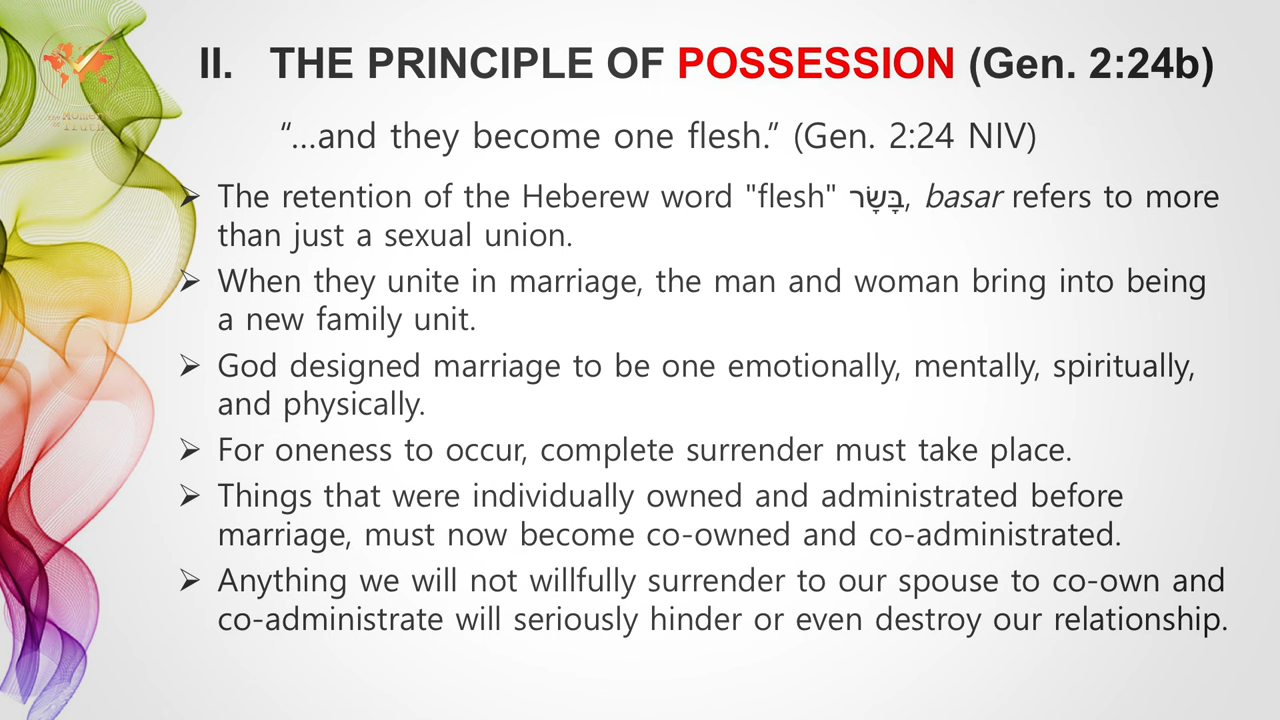 The Moment
of Truth
II. THE PRINCIPLE OF POSSESSION (Gen. 2:24b)
“...and they become one flesh.” (Gen. 2:24 NIV)
➢ The retention of the Heberew word "flesh" בָּשָׂר, basar refers to more
than just a sexual union.
➢ When they unite in marriage, the man and woman bring into being
a new family unit.
➢ God designed marriage to be one emotionally, mentally, spiritually,
and physically.
➢ For oneness to occur, complete surrender must take place.
➢ Things that were individually owned and administrated before
marriage, must now become co-owned and co-administrated.
➢ Anything we will not willfully surrender to our spouse to co-own and
co-administrate will seriously hinder or even destroy our relationship.